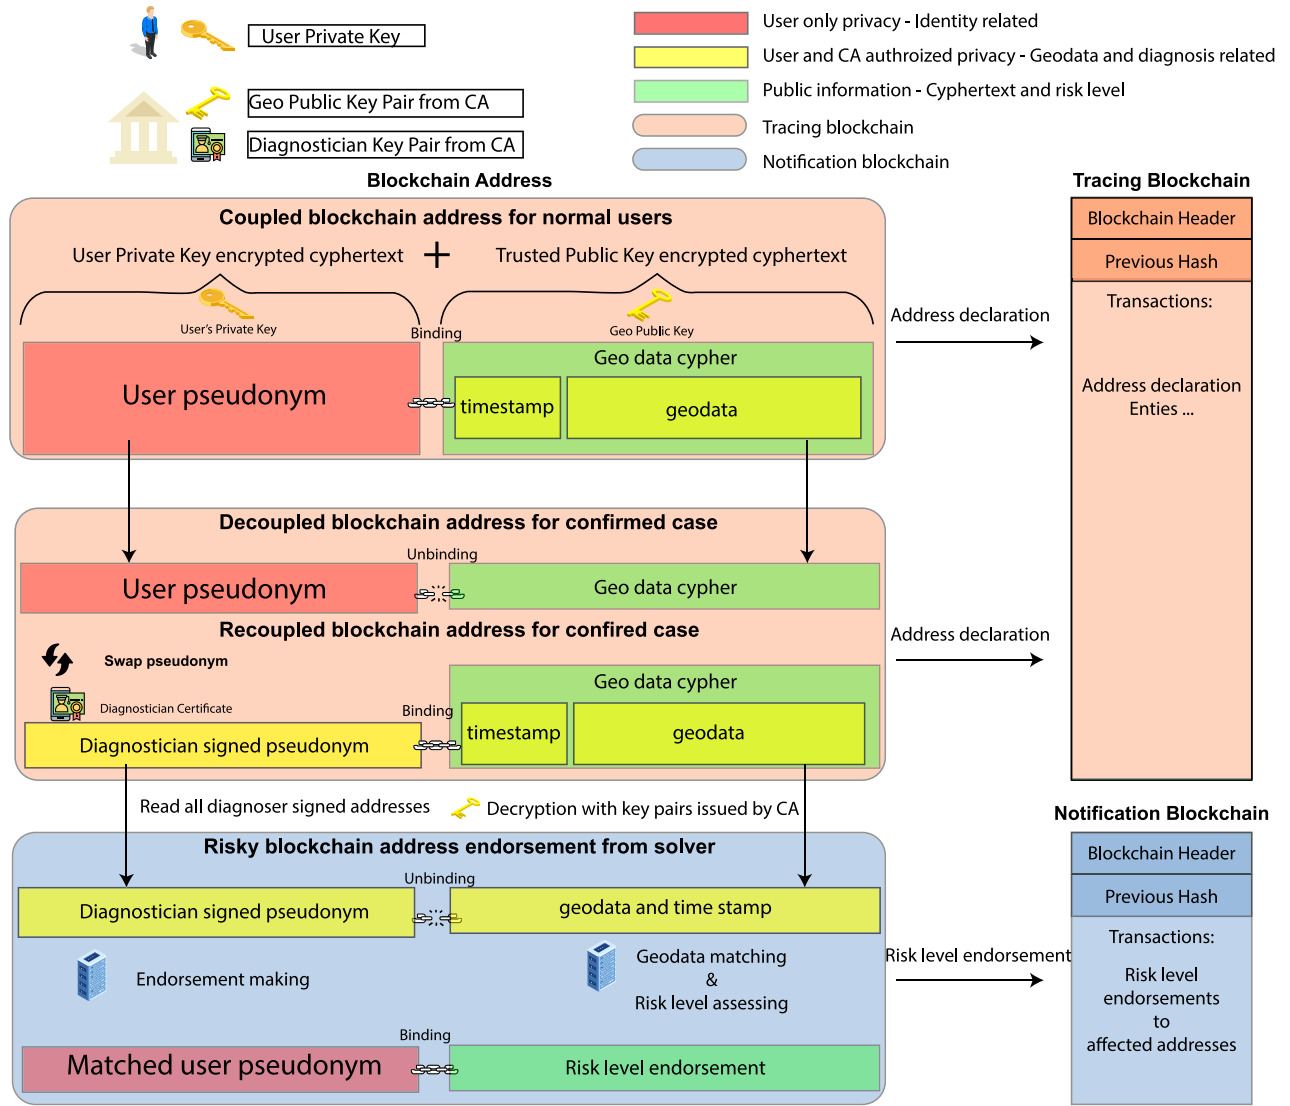 User Private Key
Geo Public Key Pair from CA
Diagnostician Key Pair from CA
User only privacy - Identity related
User and CA authroized privacy - Geodata and diagnosis related
Public information - Cyphertext and risk level
Tracing blockchain
Notification blockchain
Blockchain Address
Coupled blockchain address for normal users
User Private Key encrypted cyphertext + Trusted Public Key encrypted cyphertext
User's Private Key
Geo Public Key
Binding
User pseudonym
Geo data cypher
timestamp
geodata
Address declaration
Decoupled blockchain address for confirmed case
Unbinding
User pseudonym
Geo data cypher
Recoupled blockchain address for confired case
Swap pseudonym
Diagnostician Certificate
Binding
Diagnostician signed pseudonym
Geo data cypher
timestamp
geodata
Address declaration
Read all diagnoser signed addresses
Decryption with key pairs issued by CA
Risky blockchain address endorsement from solver
Unbinding
Diagnostician signed pseudonym
geodata and time stamp
Endorsement making
Geodata matching
&
Risk level assessing
Binding
Matched user pseudonym
Risk level endorsement
Risk level endorsement
Tracing Blockchain
Blockchain Header
Previous Hash
Transactions:
Address declaration
Enties ...
Notification Blockchain
Blockchain Header
Previous Hash
Transactions:
Risk level
endorsements
to
affected addresses